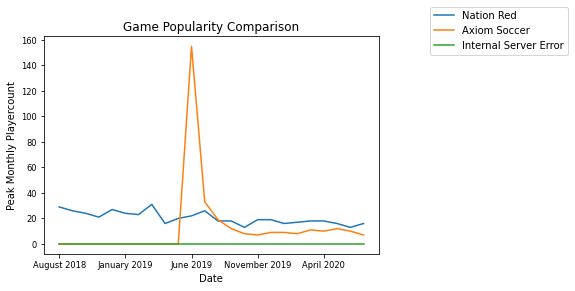 Game Popularity Comparison
Nation Red
Axiom Soccer
Internal Server Error
Peak Monthly Playercount
160
140
120
100
80
60
40
20
0
August 2018 January 2019 June 2019 November 2019 April 2020
Date